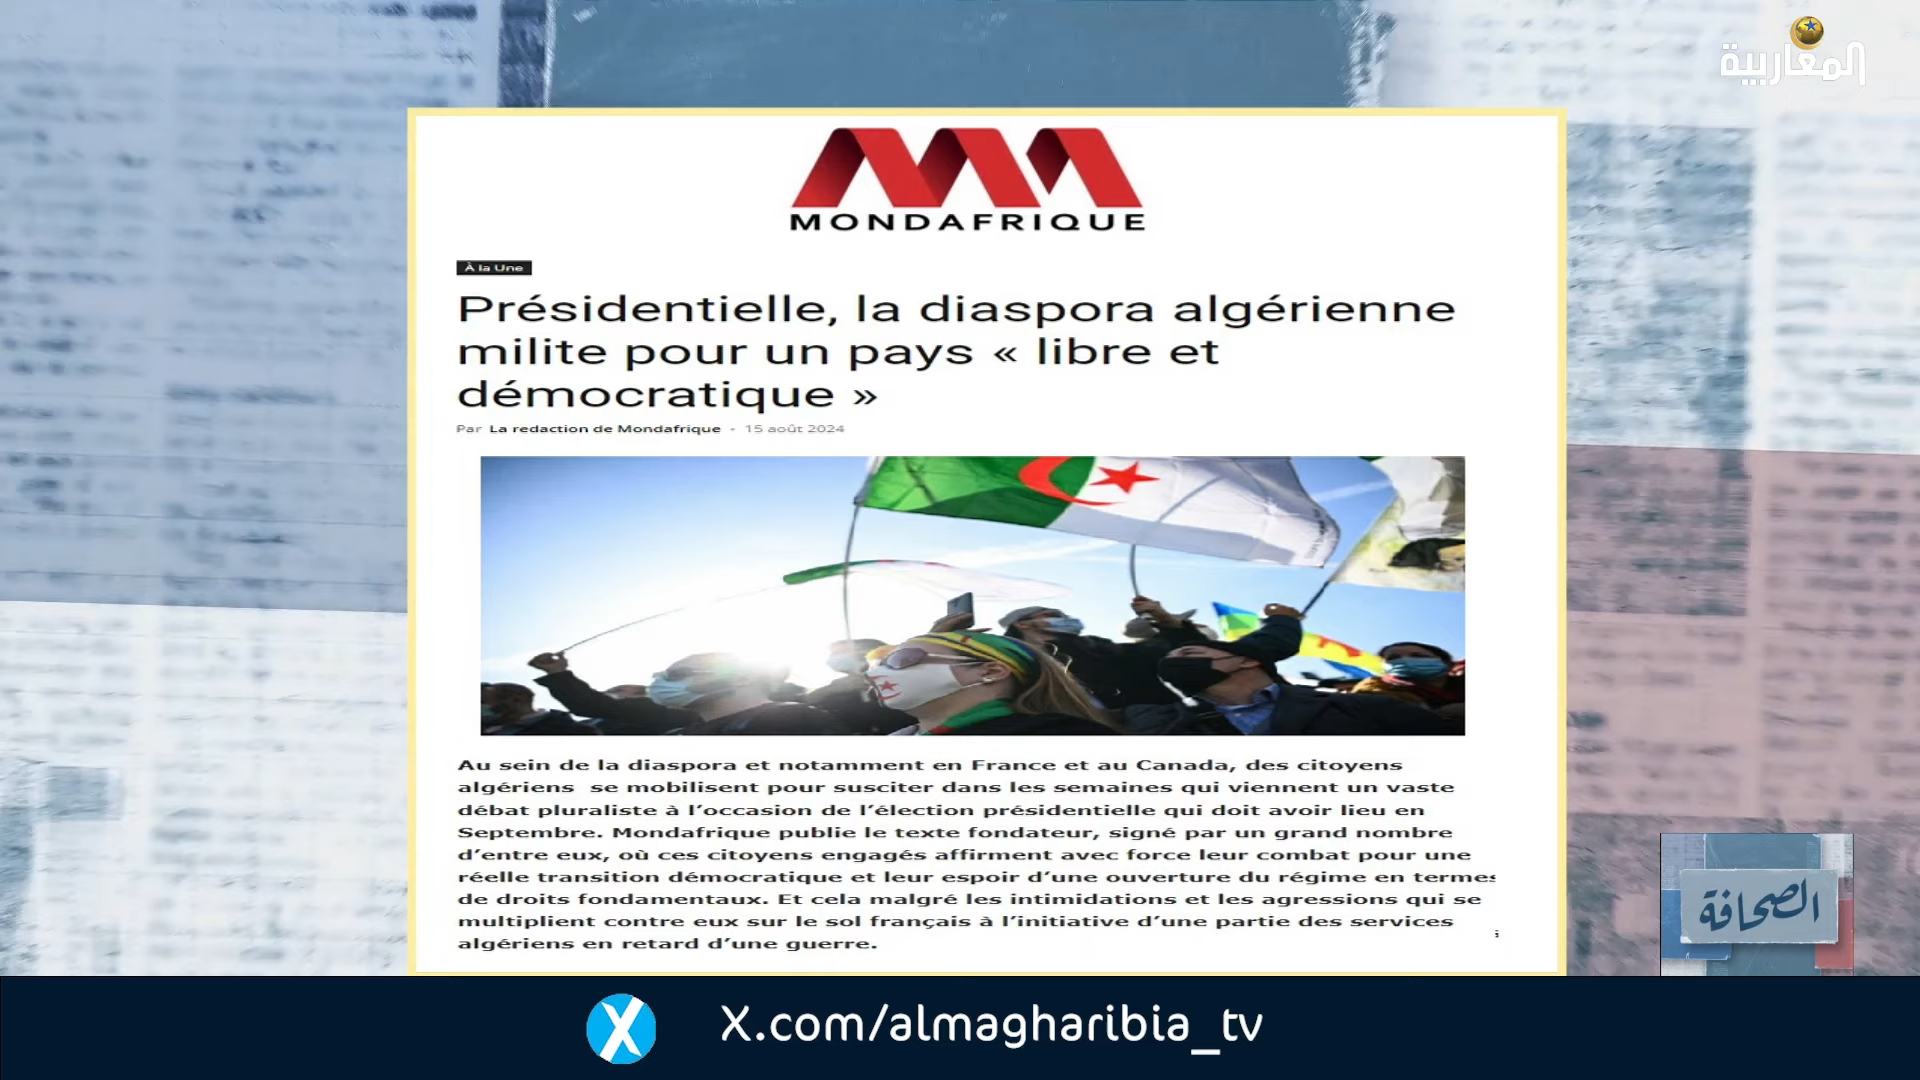 المغاربية
MONDAFRIQUE
À la Une
Présidentielle, la diaspora algérienne
milite pour un pays « libre et
démocratique »
Par La redaction de Mondafrique - 15 août 2024
Au sein de la diaspora et notamment en France et au Canada, des citoyens
algériens se mobilisent pour susciter dans les semaines qui viennent un vaste
débat pluraliste à l’occasion de l’élection présidentielle qui doit avoir lieu en
Septembre. Mondafrique publie le texte fondateur, signé par un grand nombre
d’entre eux, où ces citoyens engagés affirment avec force leur combat pour une
réelle transition démocratique et leur espoir d’une ouverture du régime en termes
de droits fondamentaux. Et cela malgré les intimidations et les agressions qui se
multiplient contre eux sur le sol français à l’initiative d’une partie des services
algériens en retard d’une guerre.
الصحافة
X.com/almagharibia_tv